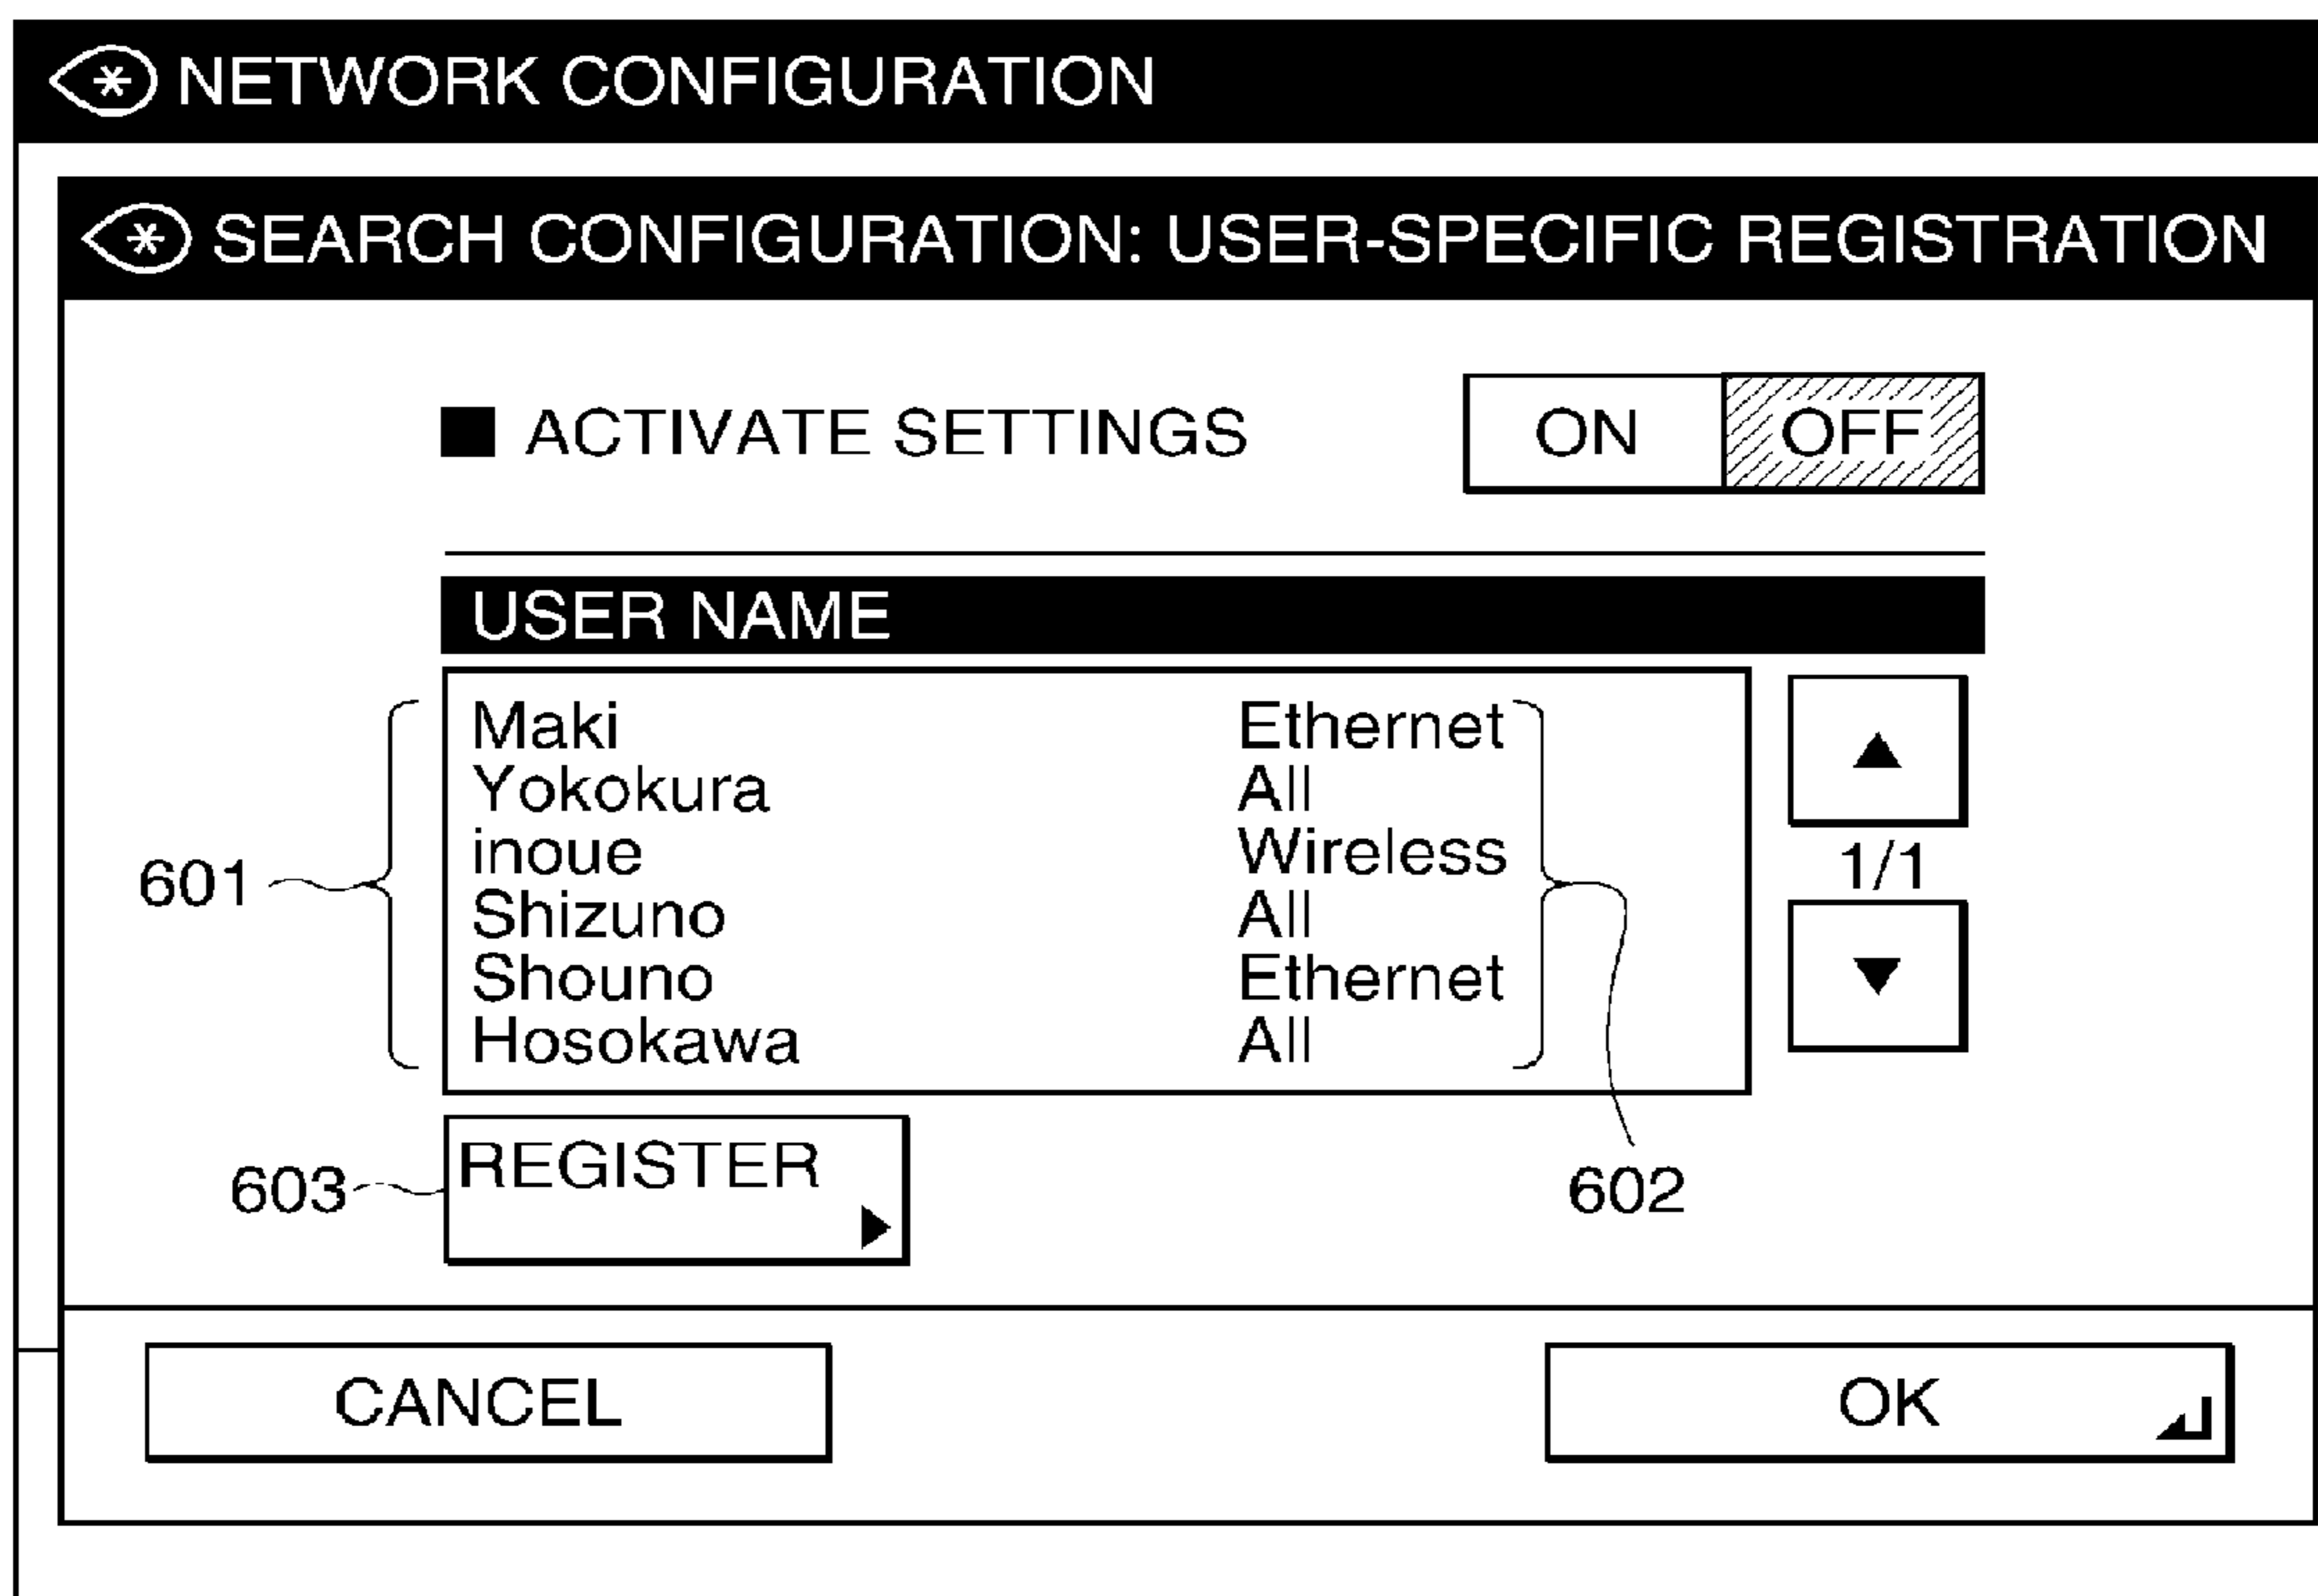 NETWORK CONFIGURATION
SEARCH CONFIGURATION: USER-SPECIFIC REGISTRATION
ACTIVATE SETTINGS ON OFF
USER NAME
Maki Ethernet
Yokokura All
inoue Wireless
601 1/1
Shizuno All
Shouno Ethernet
Hosokawa All
REGISTER
603 602
CANCEL OK